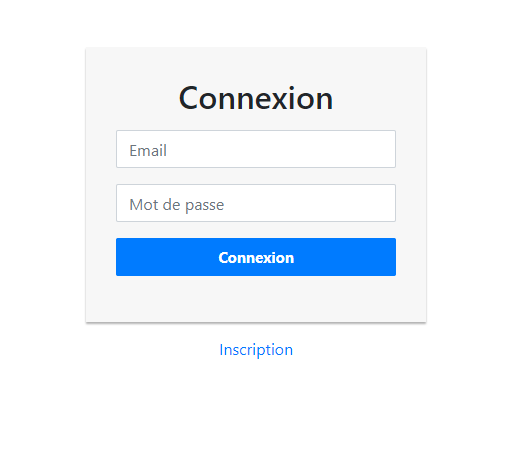 Connexion
Email
Mot de passe
Connexion
Inscription